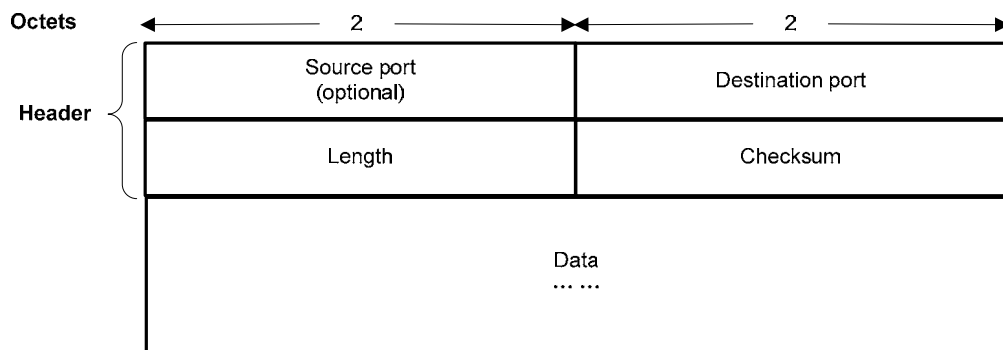 Octets
2
2
Source port
(optional)
Destination port
Header
Length
Checksum
Data
... ...